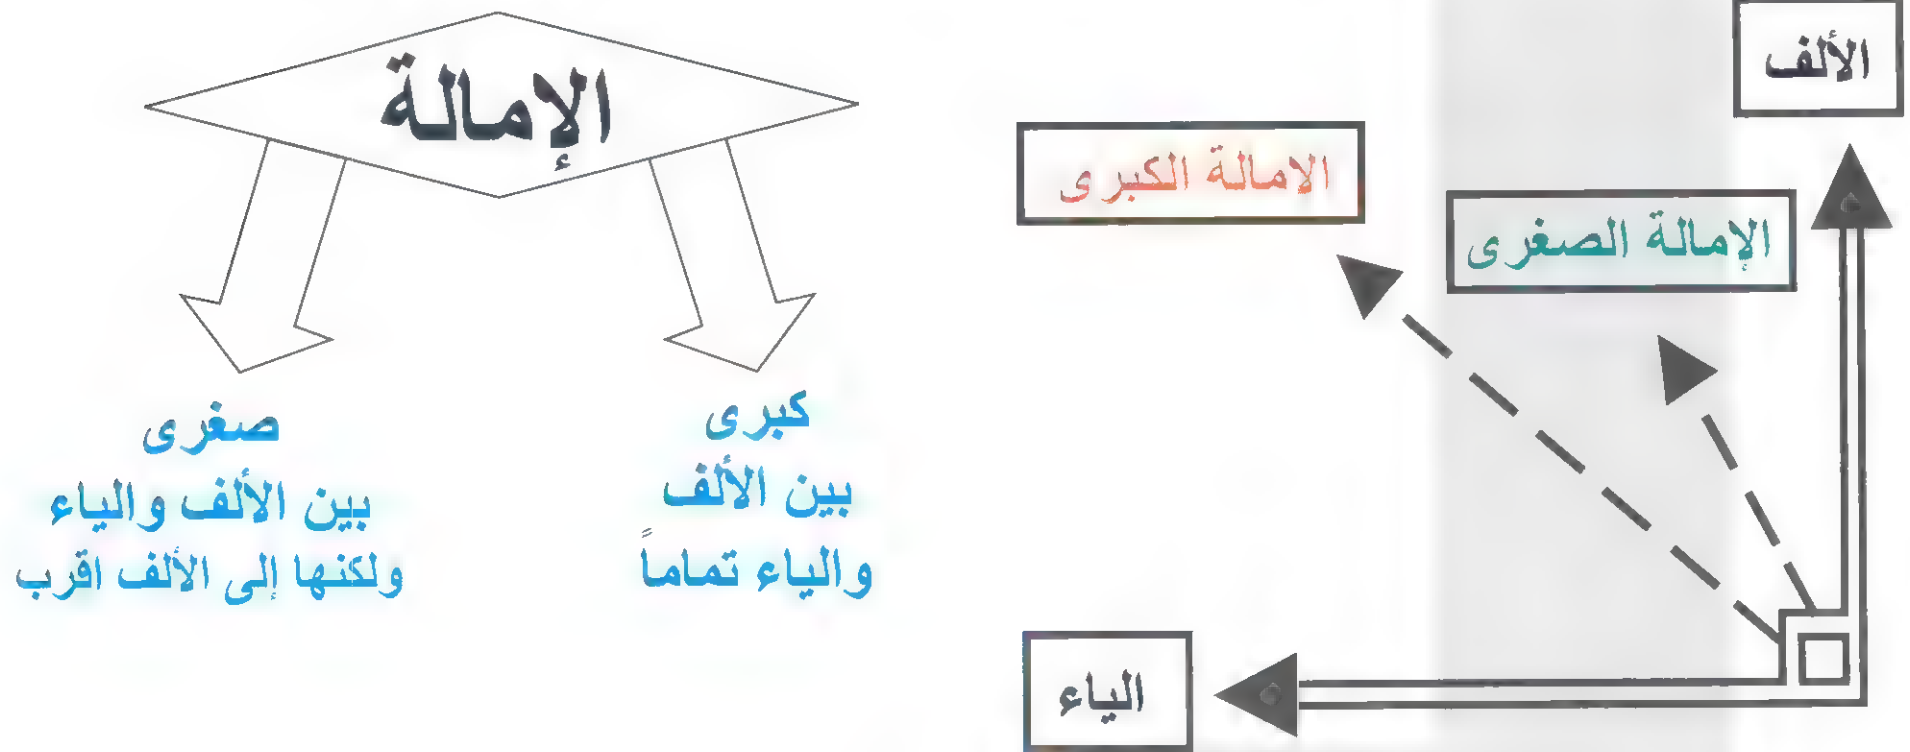 الألف
الامالة الكبرى
الإمالة الصغرى
الياء
الإمالة
كبرى
بين الألف
والياء تماماً
صغرى
بين الألف والياء
ولكنها إلى الألف اقرب